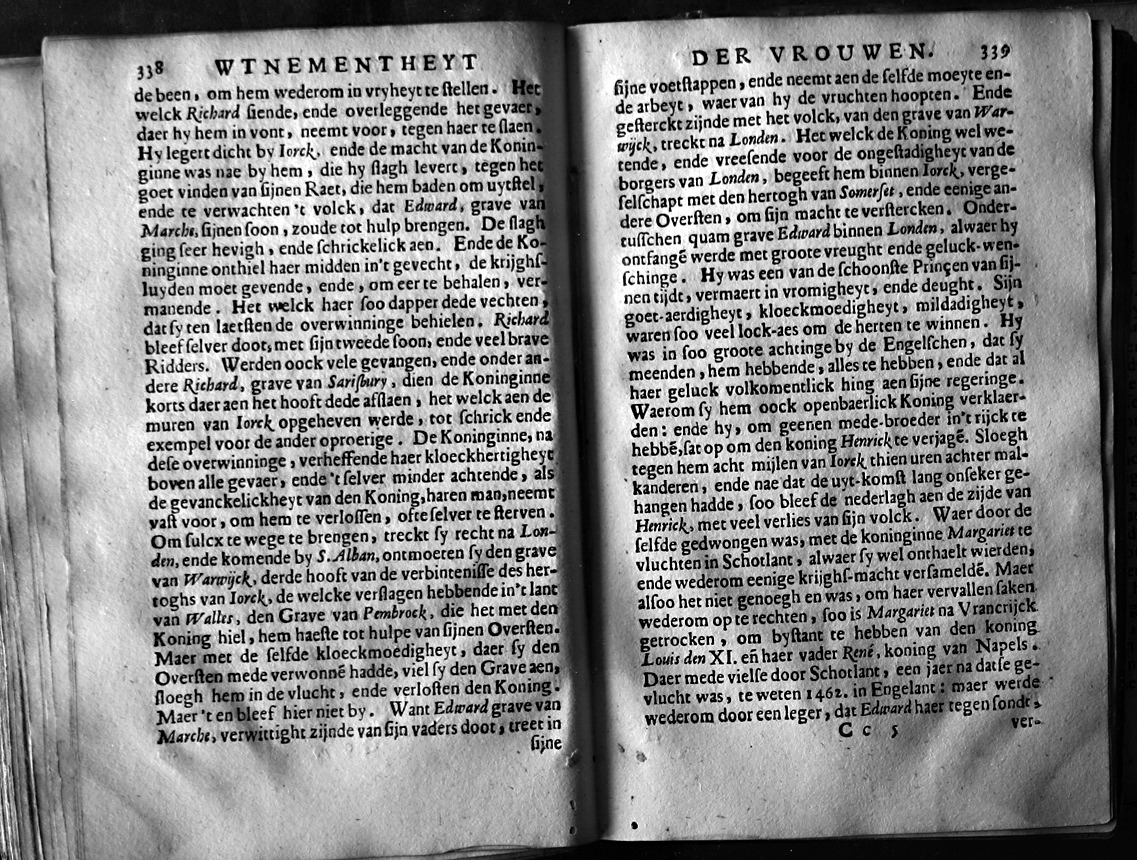 338 WTNEMENTHEYT
de been, om hem wederom in vryheyt te ſtellen. Het
welck Richard ſiende, ende overleggende het gevaer,
daer hy hem in vont, neemt voor, tegen haer te ſlaen.
Hy legert dicht by Iorck, ende de macht van de Konin-
ginne was nae by hem, die hy ſlagh levert, tegen het
goet vinden van ſijnen Raet, die hem baden om uytſtel,
ende te verwachten 't volck, dat Edward, grave van
Marche, ſijnen ſoon, zoude tot hulp brengen. De ſlagh
ging ſeer hevigh, ende ſchrickelick aen. Ende de Ko-
ninginne onthiel haer midden in't gevecht, de krijghſ-
luyden moet gevende, ende, om eer te behalen, ver-
manende. Het welck haer ſoo dapper dede vechten,
dat ſy ten laetſten de overwinninge behielen. Richard
bleef ſelver doot, met ſijn tweede ſoon, ende veel brave
Ridders. Werden oock vele gevangen, ende onder an-
dere Richard, grave van Sarisbury, dien de Koninginne
korts daer aen het hooft dede afſlaen, het welck aen de
muren van Iorck opgeheven werde, tot ſchrick ende
exempel voor de ander oproerige. De Koninginne, na
deſe overwinninge, verheffende haer kloeckhertigheyt
boven alle gevaer, ende 't ſelver minder achtende, als
de gevanckelickheyt van den Koning, haren man, neemt
vaſt voor, om hem te verloſſen, ofte ſelver te ſterven.
Om ſulcx te wege te brengen, treckt ſy recht na Lon-
den, ende komende by S. Alban, ontmoeten ſy den grave
van Warwijck, derde hooft van de verbinteniſſe des her-
toghs van Iorck, de welcke verſlagen hebbende in't lant
van Walles, den Grave van Pembrock, die het met den
Koning hiel, hem haeſte tot hulpe van ſijnen Overſten.
Maer met de ſelfde kloeckmoedigheyt, daer ſy den
Overſten mede verwonnē hadde, viel ſy den Grave aen,
ſloegh hem in de vlucht, ende verloſten den Koning.
Maer 't en bleef hier niet by. Want Edward grave van
Marche, verwittight zijnde van ſijn vaders doot, treet in
ſijne
DER VROUWEN. 339
ſijne voetſtappen, ende neemt aen de ſelfde moeyte en-
de arbeyt, waer van hy de vruchten hoopten. Ende
geſterckt zijnde met het volck, van den grave van War-
wijck, treckt na Londen. Het welck de Koning wel we-
tende, ende vreeſende voor de ongeſtadigheyt van de
borgers van Londen, begeeft hem binnen Iorck, verge-
ſelſchapt met den hertogh van Somerſet, ende eenige an-
dere Overſten, om ſijn macht te verſtercken. Onder-
tuſſchen quam grave Edward binnen Londen, alwaer hy
ontfangē werde met groote vreught ende geluck-wen-
ſchinge. Hy was een van de ſchoonſte Prinçen van ſij-
nen tijdt, vermaert in vromigheyt, ende deught. Sijn
goet-aerdigheyt, kloeckmoedigheyt, mildadigheyt,
waren ſoo veel lock-aes om de herten te winnen. Hy
was in ſoo groote achtinge by de Engelſchen, dat ſy
meenden, hem hebbende, alles te hebben, ende dat al
haer geluck volkomentlick hing aen ſijne regeringe.
Waerom ſy hem oock openbaerlick Koning verklaer-
den: ende hy, om geenen mede-broeder in't rijck te
hebbē, ſat op om den koning Henrick te verjagē. Sloegh
tegen hem acht mijlen van Iorck thien uren achter mal-
kanderen, ende nae dat de uyt-komſt lang onſeker ge-
hangen hadde, ſoo bleef de nederlagh aen de zijde van
Henrick, met veel verlies van ſijn volck. Waer door de
ſelfde gedwongen was, met de koninginne Margariet te
vluchten in Schotlant, alwaer ſy wel onthaelt wierden,
ende wederom eenige krijghſ-macht verſameldē. Maer
alſoo het niet genoegh en was, om haer vervallen ſaken
wederom op te rechten, ſoo is Margariet na Vrancrijck
getrocken, om byſtant te hebben van den koning
Louis den XI. en̄ haer vader René, koning van Napels.
Daer mede vielſe door Schotlant, een jaer na datſe ge-
vlucht was, te weten 1462. in Engelant: maer werde
wederom door een leger, dat Edward haer tegen ſondt,
Cc 5 ver-